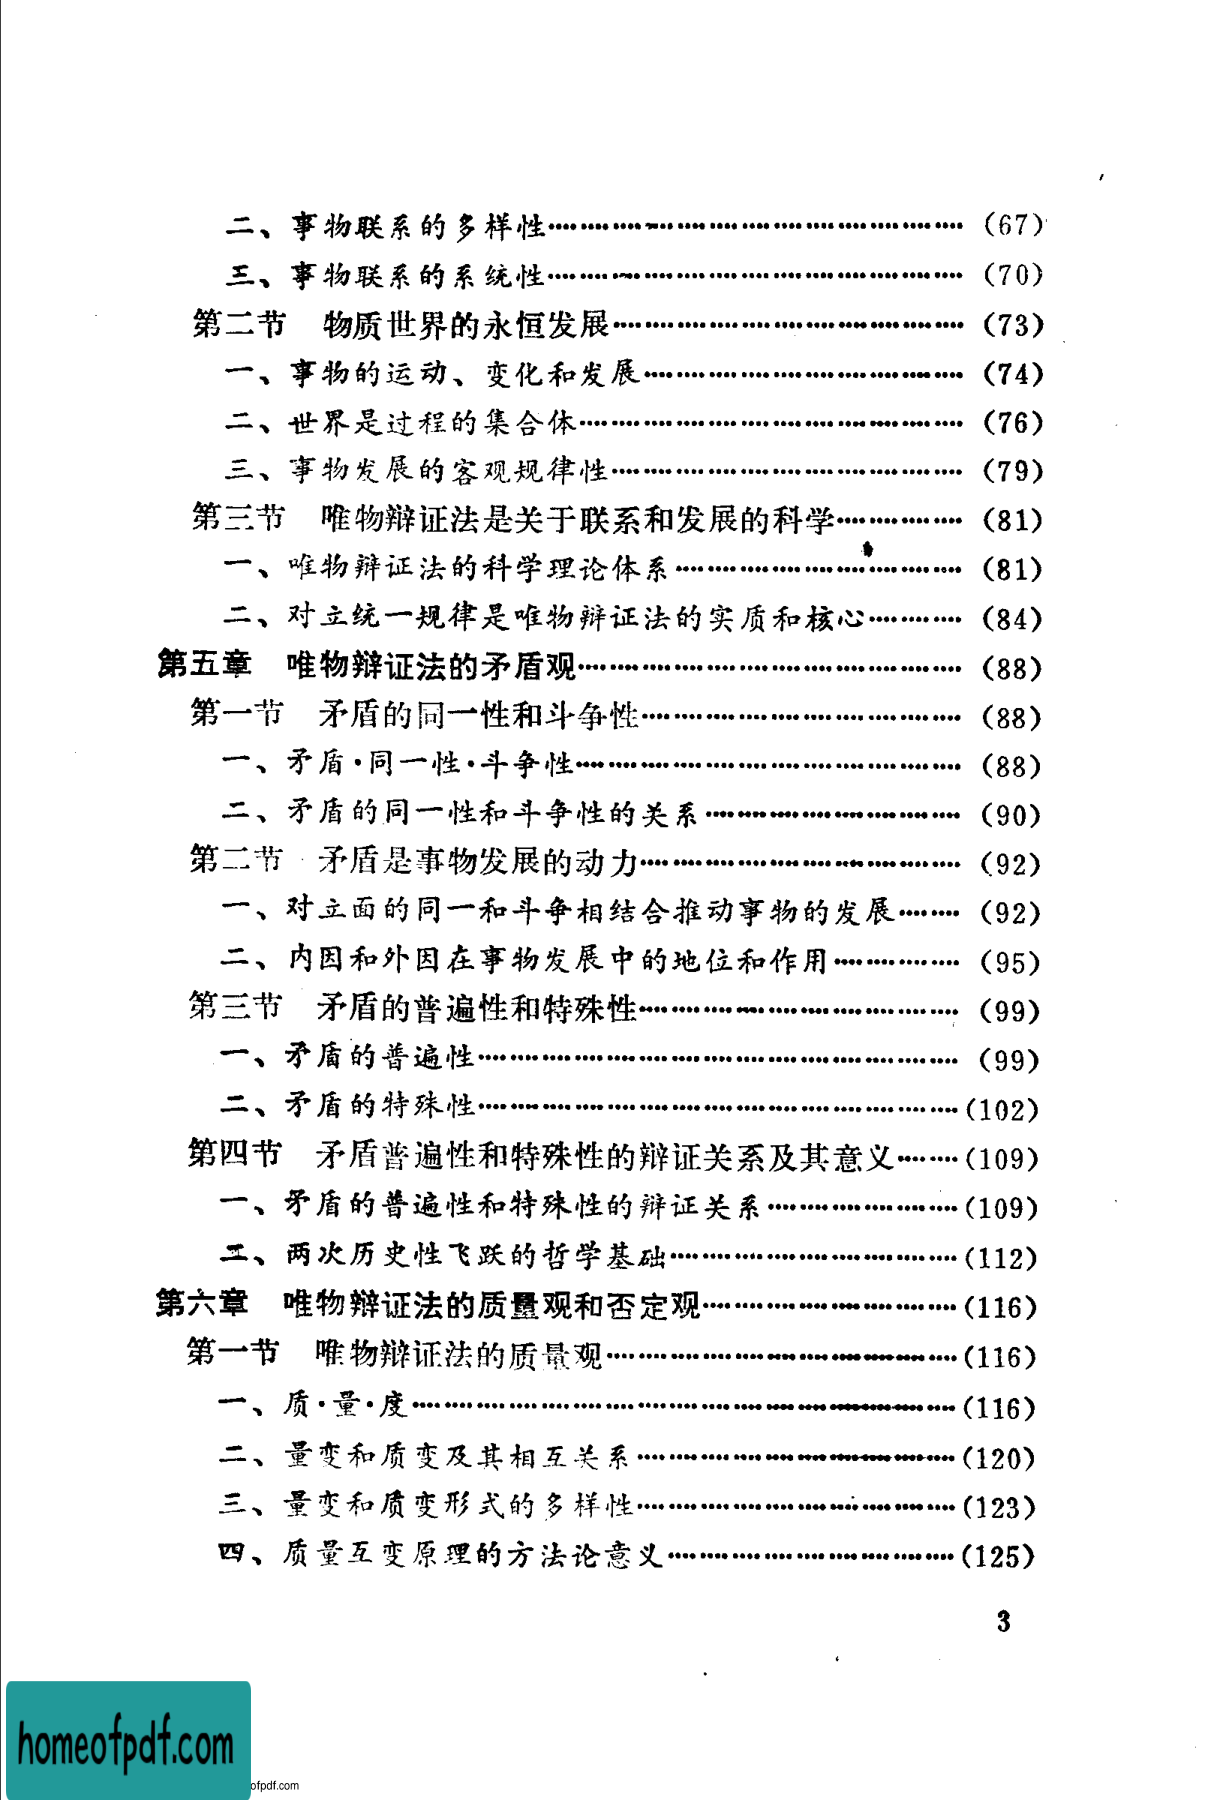 二、事物联系的多样性…………………………………(67)
三、事物联系的系统性…………………………………(70)
第二节　物质世界的永恒发展…………………………(73)
一、事物的运动、变化和发展…………………………(74)
二、世界是过程的集合体………………………………(76)
三、事物发展的客观规律性……………………………(79)
第三节　唯物辩证法是关于联系和发展的科学…………(81)
一、唯物辩证法的科学理论体系………………………(81)
二、对立统一规律是唯物辩证法的实质和核心………(84)
第五章　唯物辩证法的矛盾观………………………………(88)
第一节　矛盾的同一性和斗争性…………………………(88)
一、矛盾·同一性·斗争性………………………………(88)
二、矛盾的同一性和斗争性的关系……………………(90)
第二节　矛盾是事物发展的动力…………………………(92)
一、对立面的同一和斗争相结合推动事物的发展……(92)
二、内因和外因在事物发展中的地位和作用…………(95)
第三节　矛盾的普遍性和特殊性…………………………(99)
一、矛盾的普遍性………………………………………(99)
二、矛盾的特殊性………………………………………(102)
第四节　矛盾普遍性和特殊性的辩证关系及其意义……(109)
一、矛盾的普遍性和特殊性的辩证关系………………(109)
二、两次历史性飞跃的哲学基础………………………(112)
第六章　唯物辩证法的质量观和否定观……………………(116)
第一节　唯物辩证法的质量观……………………………(116)
一、质·量·度……………………………………………(116)
二、量变和质变及其相互关系…………………………(120)
三、量变和质变形式的多样性…………………………(123)
四、质量互变原理的方法论意义………………………(125)
3
homeofpdf.com
ofpdf.com